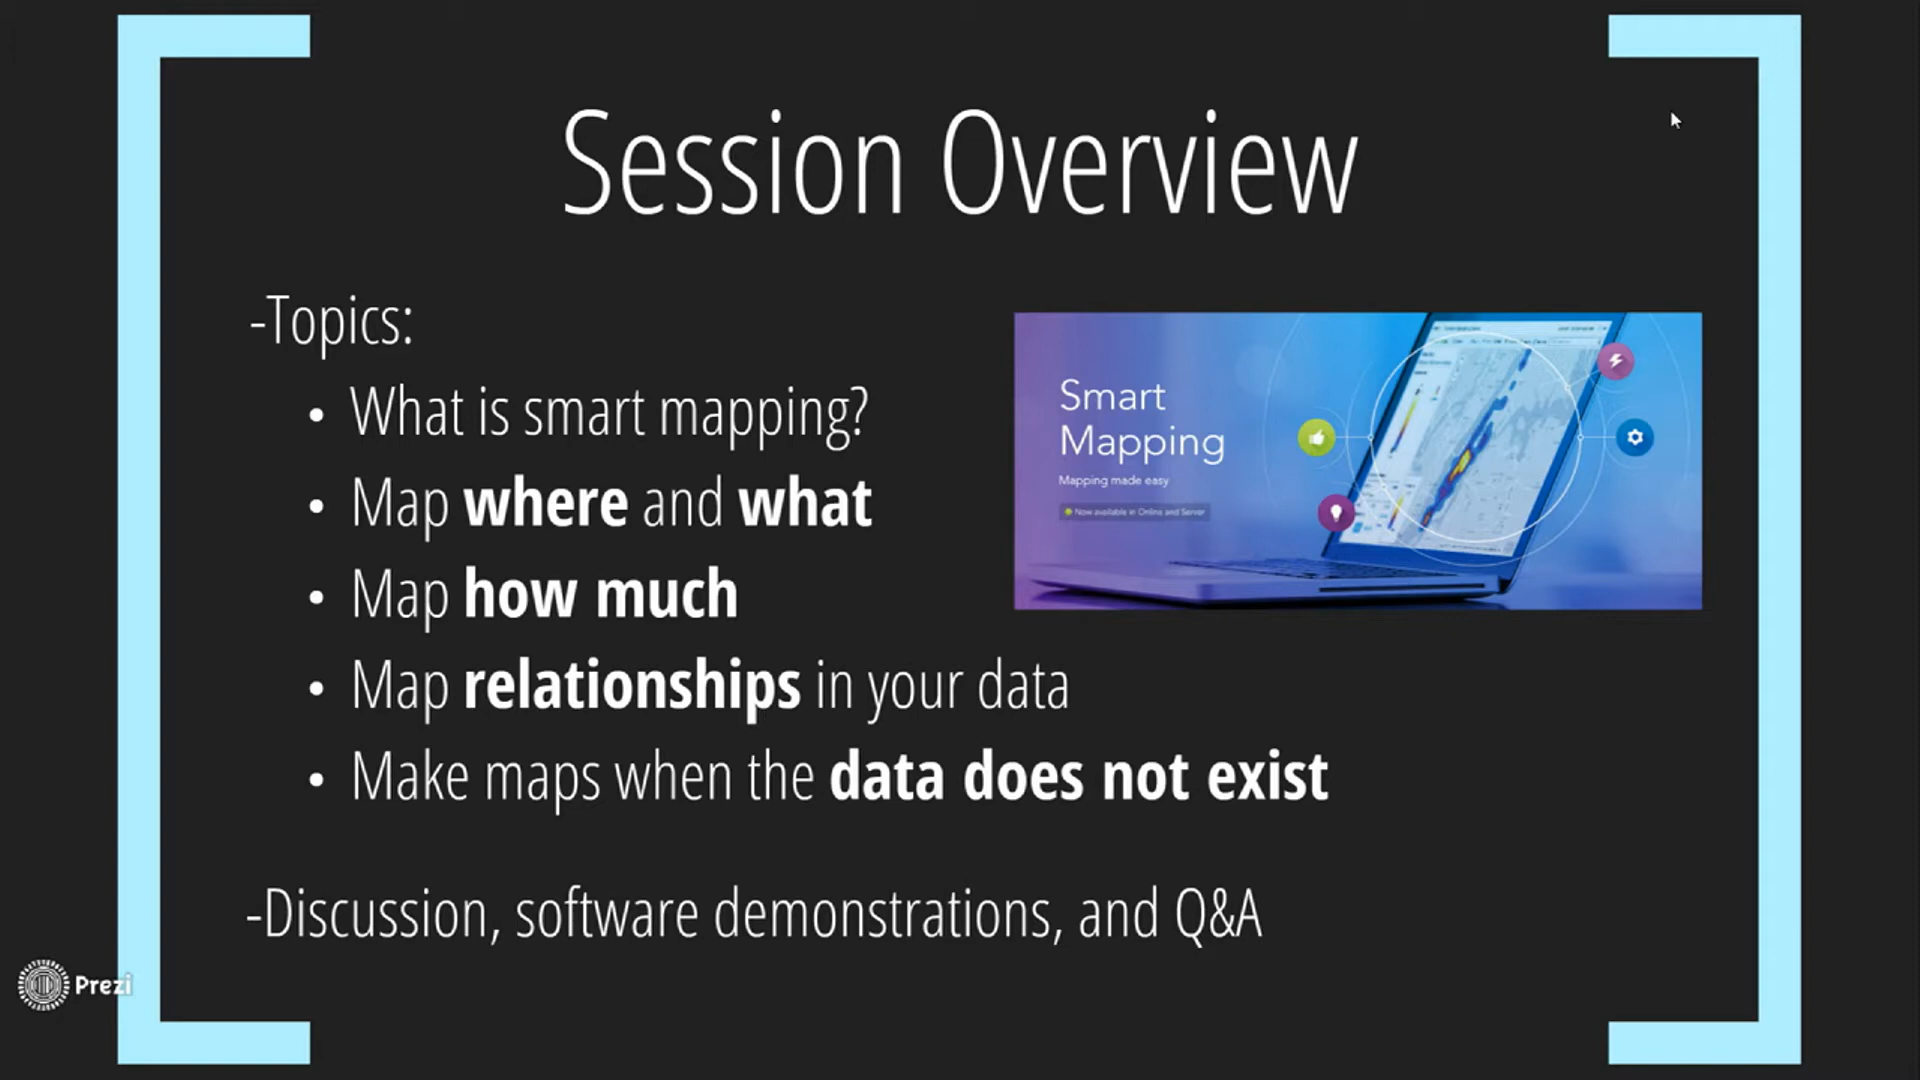 Session Overview
-Topics:
• What is smart mapping?
• Map where and what
• Map how much
• Map relationships in your data
• Make maps when the data does not exist
Smart
Mapping
Mapping made easy
Now available in Online and Server
-Discussion, software demonstrations, and Q&A
Prezi